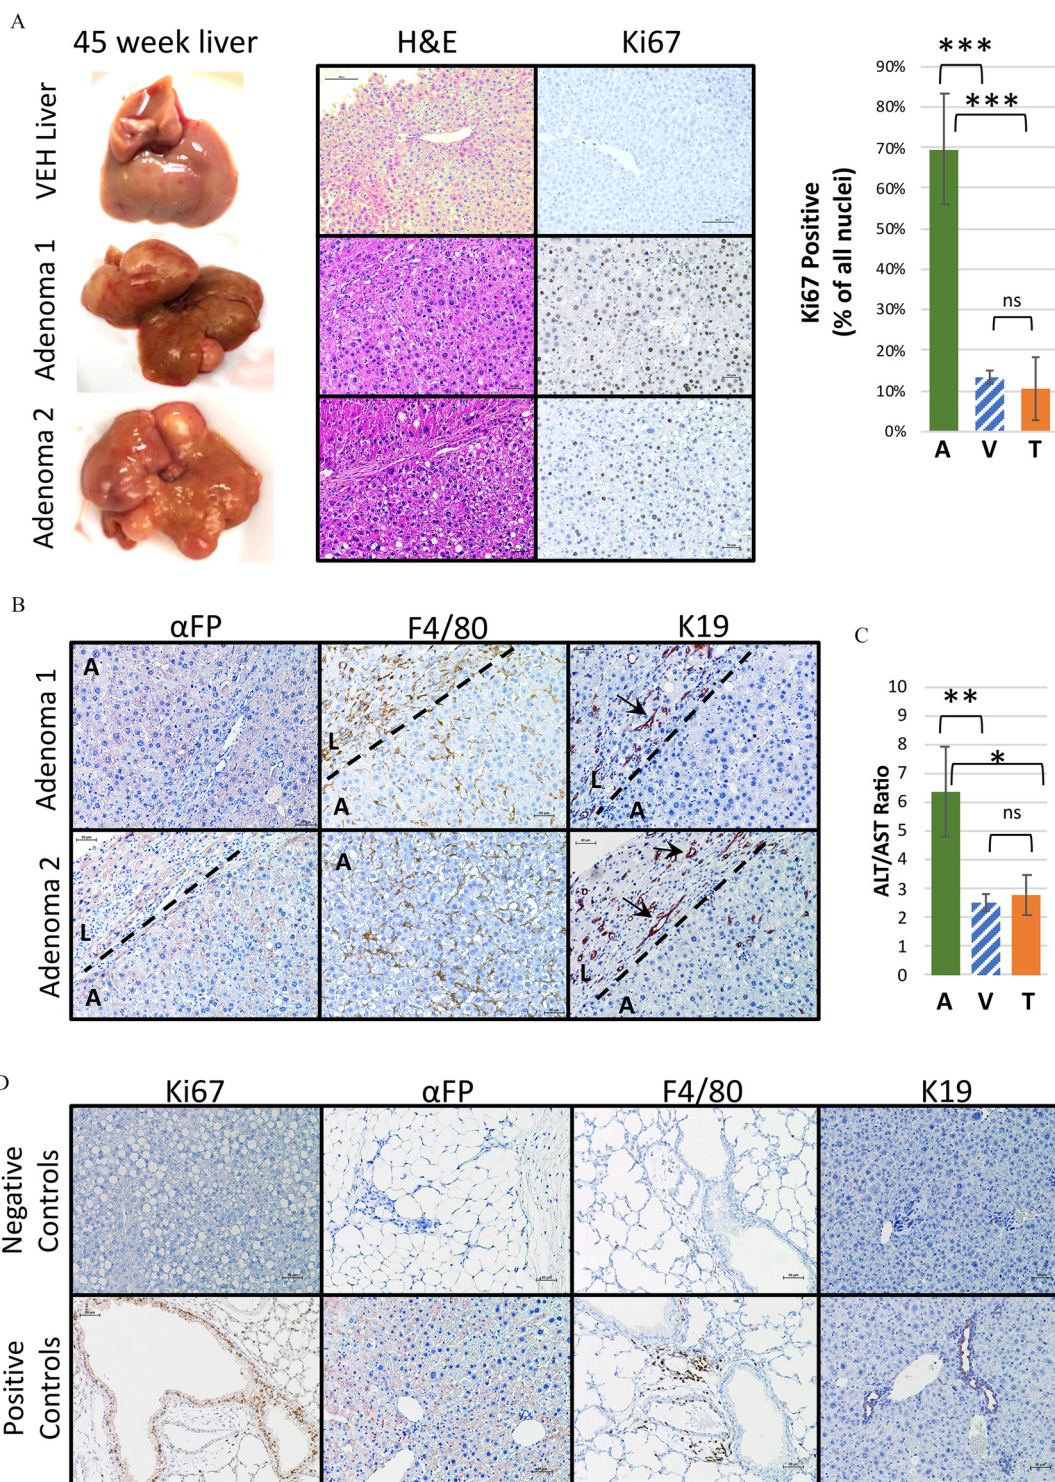 A
45 week liver
H&E
Ki67
VEH Liver
Adenoma 1
Adenoma 2
Ki67 Positive
(% of all nuclei)
90%
80%
70%
60%
50%
40%
30%
20%
10%
0%
***
***
ns
A V T
B
αFP
F4/80
K19
Adenoma 1
Adenoma 2
A
L
A
L
A
L
A
A
L
A
C
ALT/AST Ratio
10
9
8
7
6
5
4
3
2
1
0
**
*
ns
A V T
D
Ki67
αFP
F4/80
K19
Negative
Controls
Positive
Controls